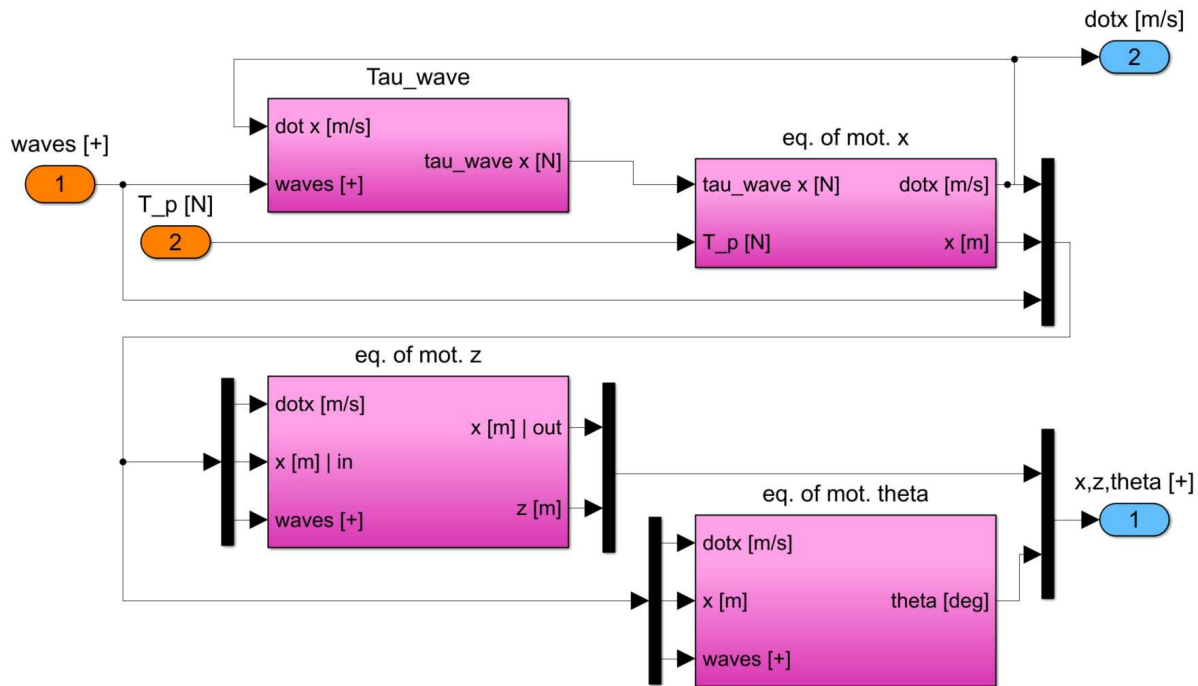 dotx [m/s]
2
Tau_wave
dot x [m/s]
tau_wave x [N]
waves [+]
waves [+]
1
T_p [N]
2
eq. of mot. x
tau_wave x [N]
dotx [m/s]
T_p [N]
x [m]
eq. of mot. z
dotx [m/s]
x [m] | out
x [m] | in
z [m]
waves [+]
eq. of mot. theta
dotx [m/s]
x [m]
theta [deg]
waves [+]
x,z,theta [+]
1